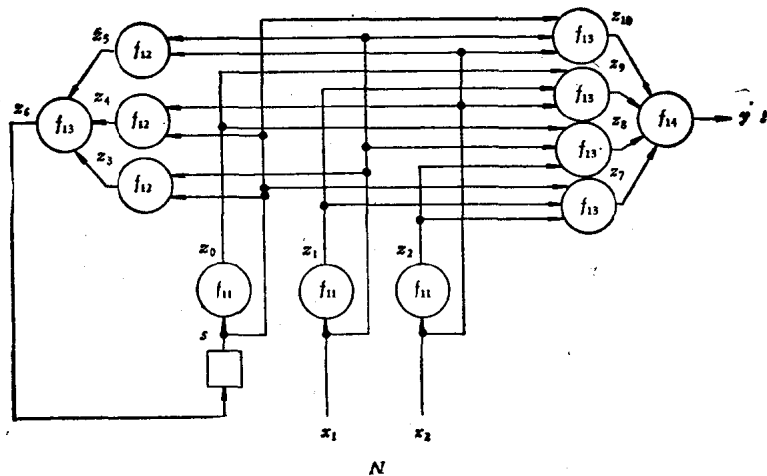 z₁₀
z₅
f₁₂
f₁₃
z₉
z₆
z₄
f₁₃
f₁₃
f₁₂
z₈
f₁₄
y
z₃
f₁₃
z₇
f₁₂
f₁₃
z₀
z₁
z₂
f₁₁
f₁₁
f₁₁
s
x₁
x₂
N